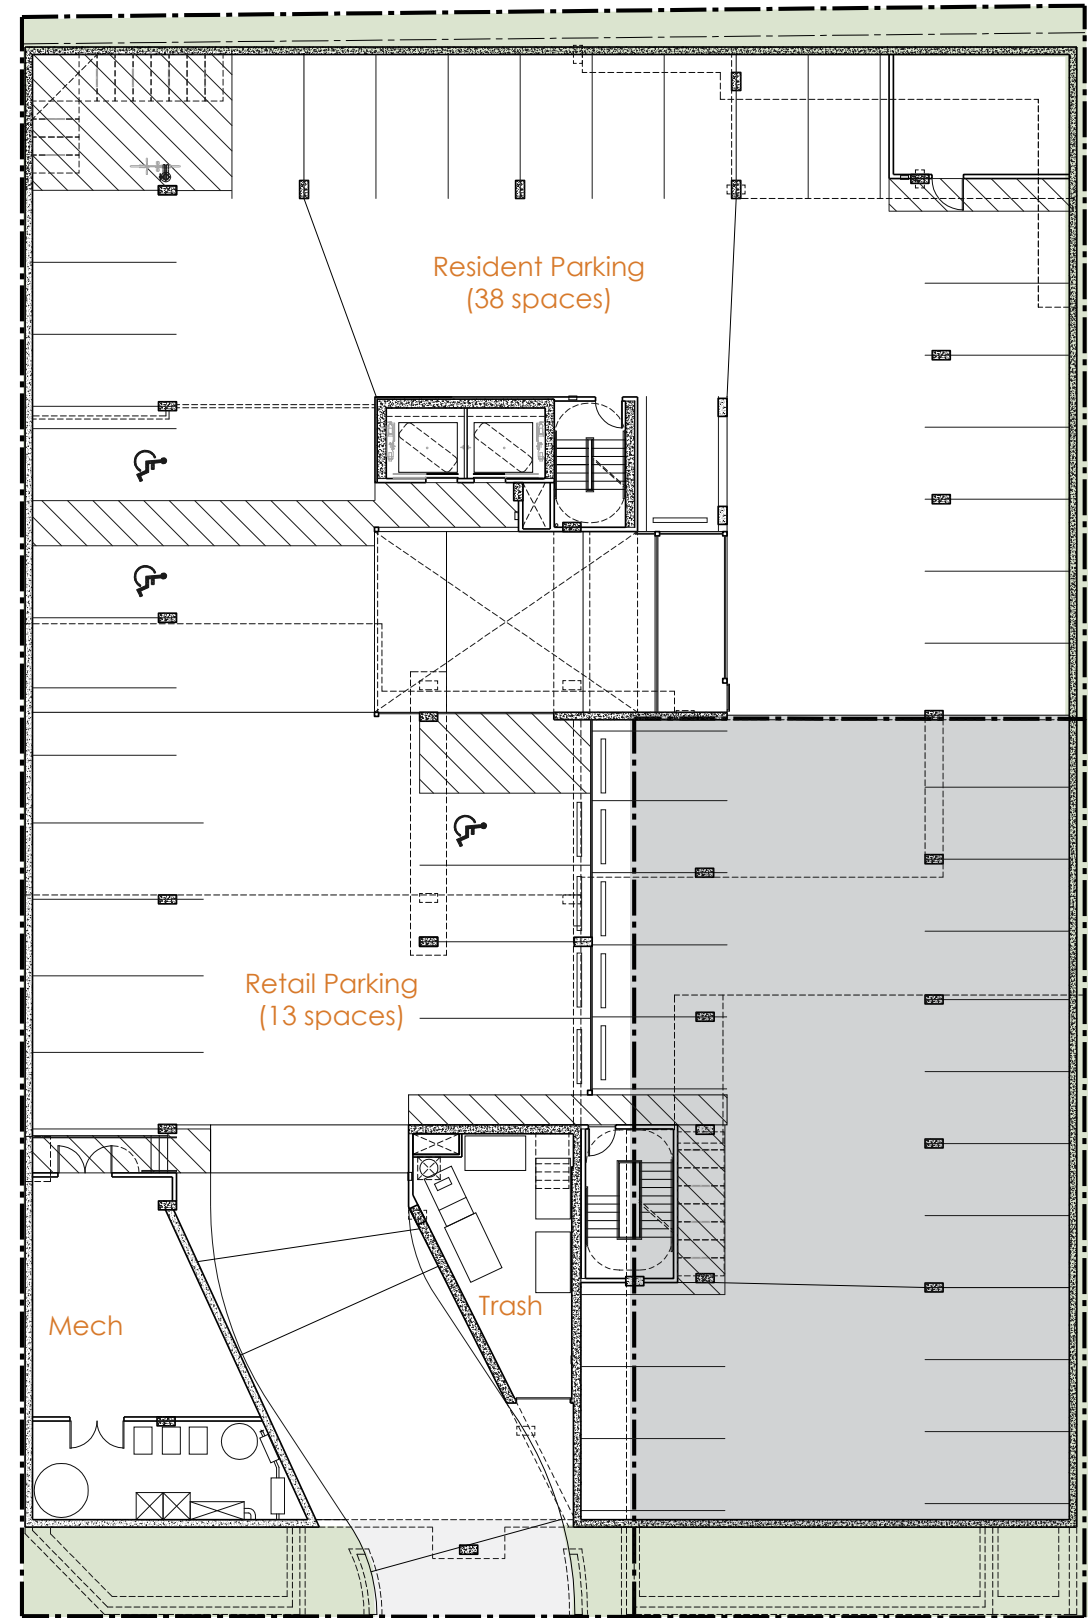 Resident Parking
(38 spaces)
Retail Parking
(13 spaces)
Trash
Mech